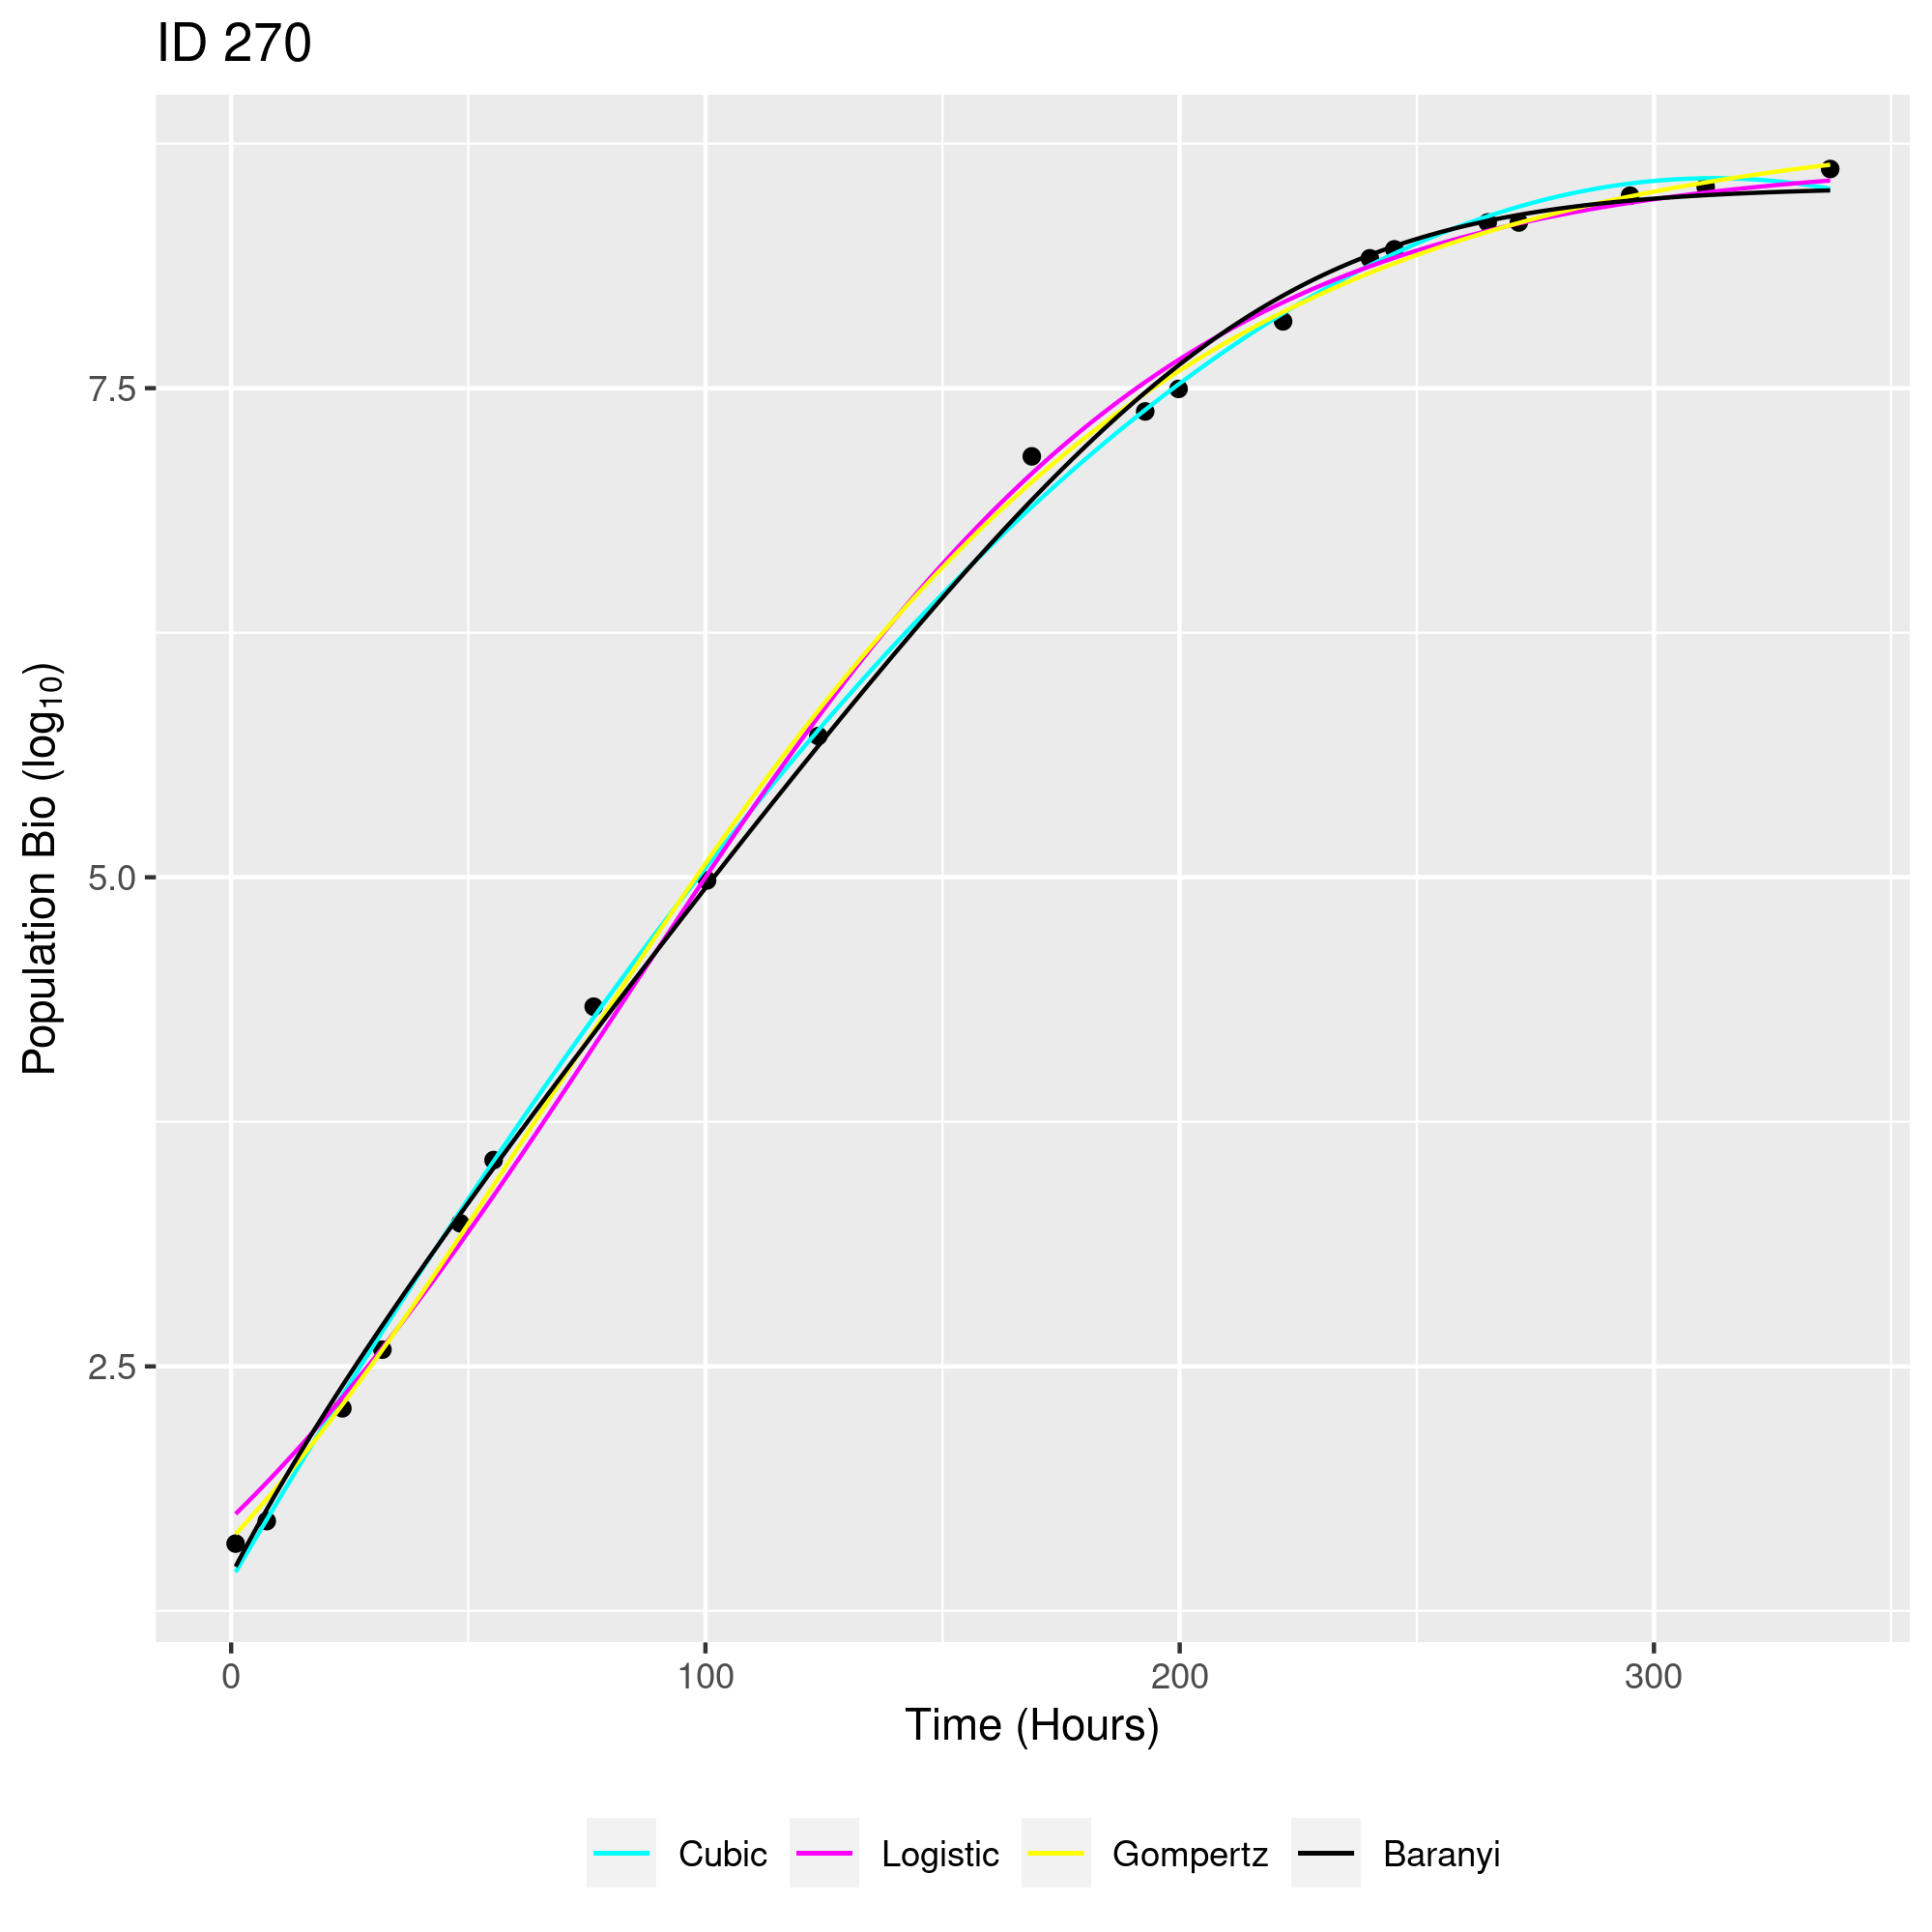 ID 270
Population Bio (log₁₀)
7.5
5.0
2.5
0 100 200 300
Time (Hours)
Cubic Logistic Gompertz Baranyi